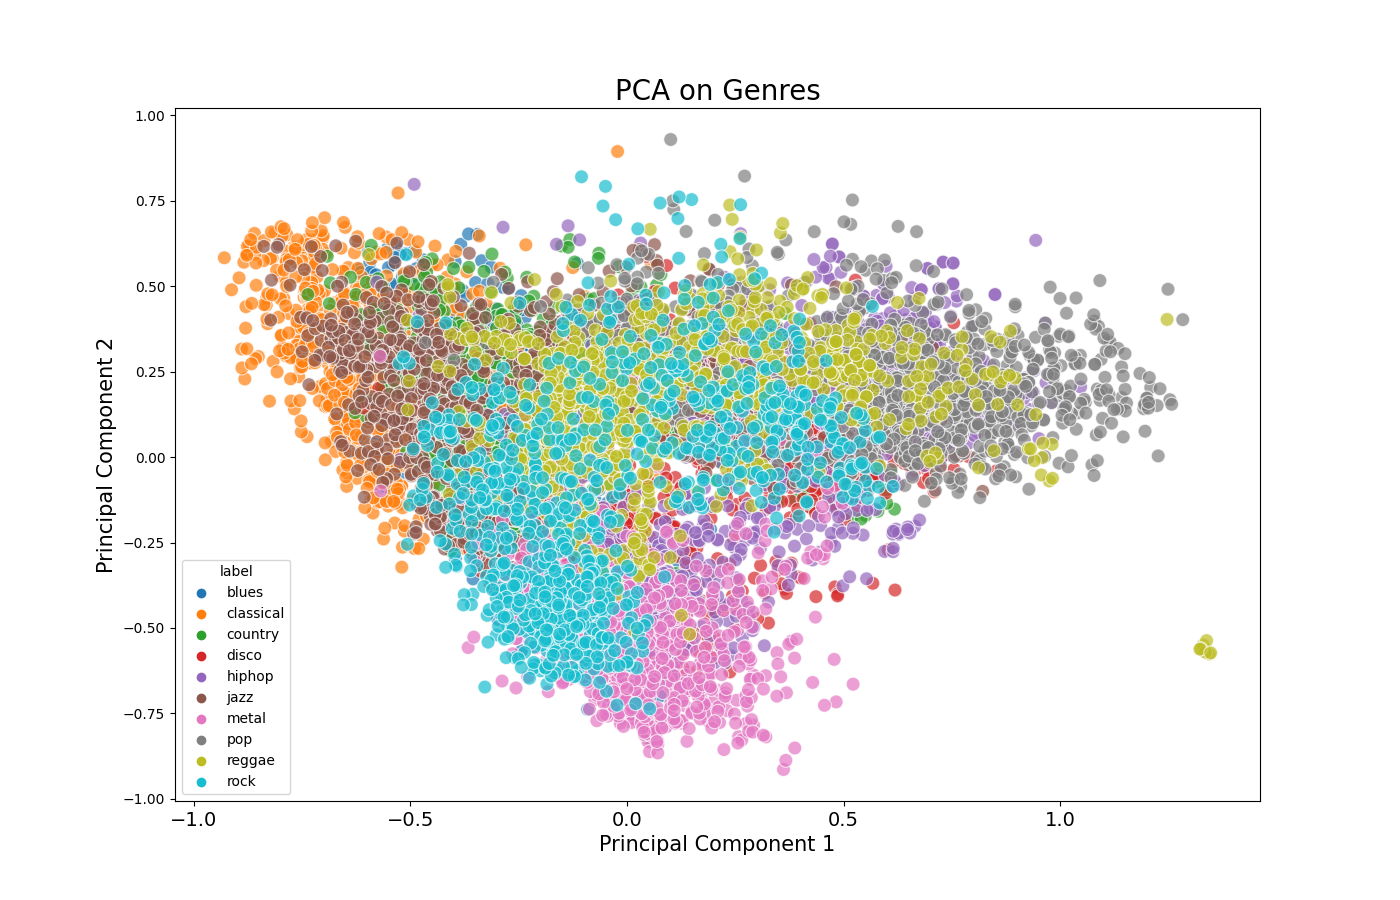 PCA on Genres
Principal Component 2
1.00
0.75
0.50
0.25
0.00
−0.25
−0.50
−0.75
−1.00
label
blues
classical
country
disco
hiphop
jazz
metal
pop
reggae
rock
−1.0
−0.5
0.0
0.5
1.0
Principal Component 1